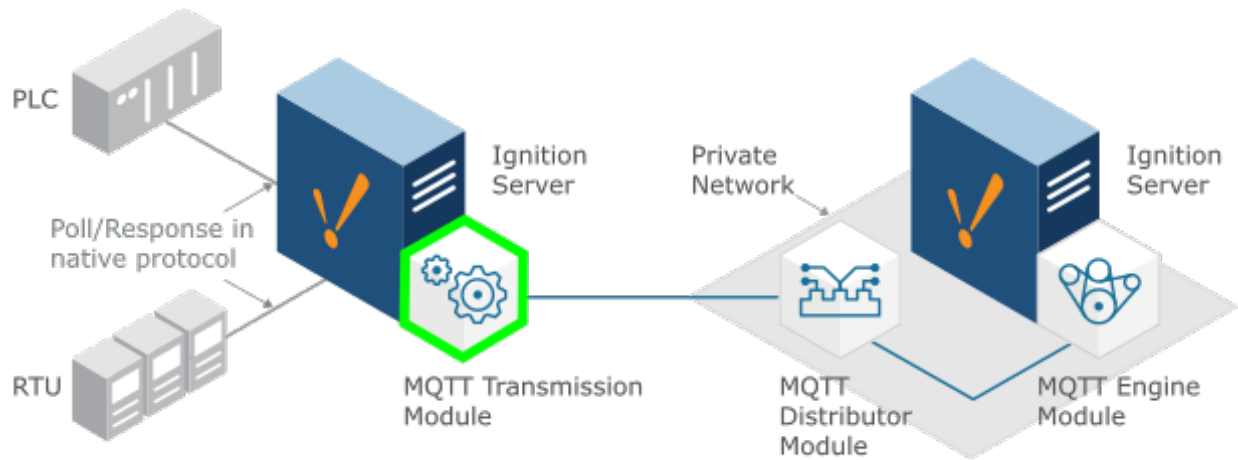 PLC
Ignition
Server
Private
Network
Ignition
Server
Poll/Response in
native protocol
RTU
MQTT Transmission
Module
MQTT
Distributor
Module
MQTT Engine
Module